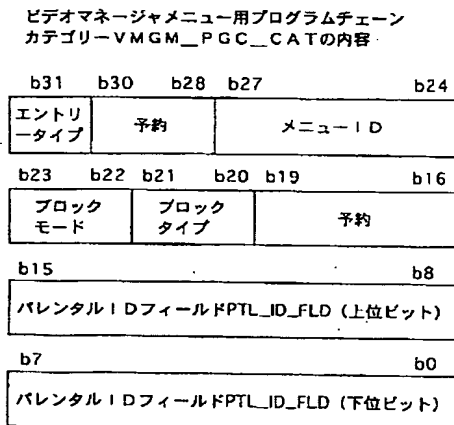 ビデオマネージャメニュー用プログラムチェーン
カテゴリーVMGM__PGC__CATの内容
b31 b30 b28 b27 b24
エントリ
ータイプ
予約
メニューID
b23 b22 b21 b20 b19 b16
ブロック
モード
ブロック
タイプ
予約
b15 b8
パレンタルIDフィールドPTL_ID_FLD(上位ビット)
b7 b0
パレンタルIDフィールドPTL_ID_FLD(下位ビット)